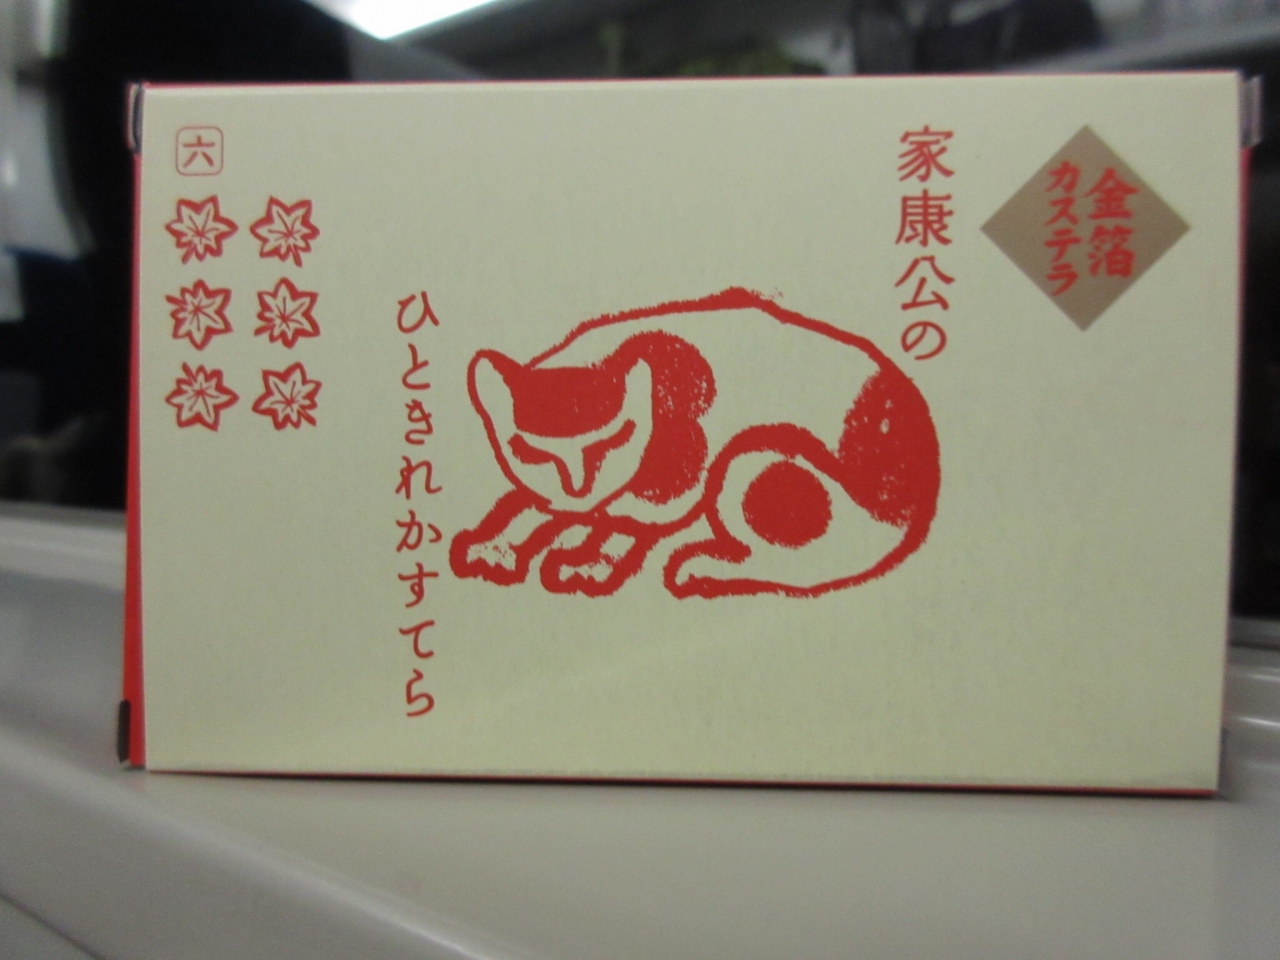 金箔
カステラ
家康公の
ひときれかすてら
六